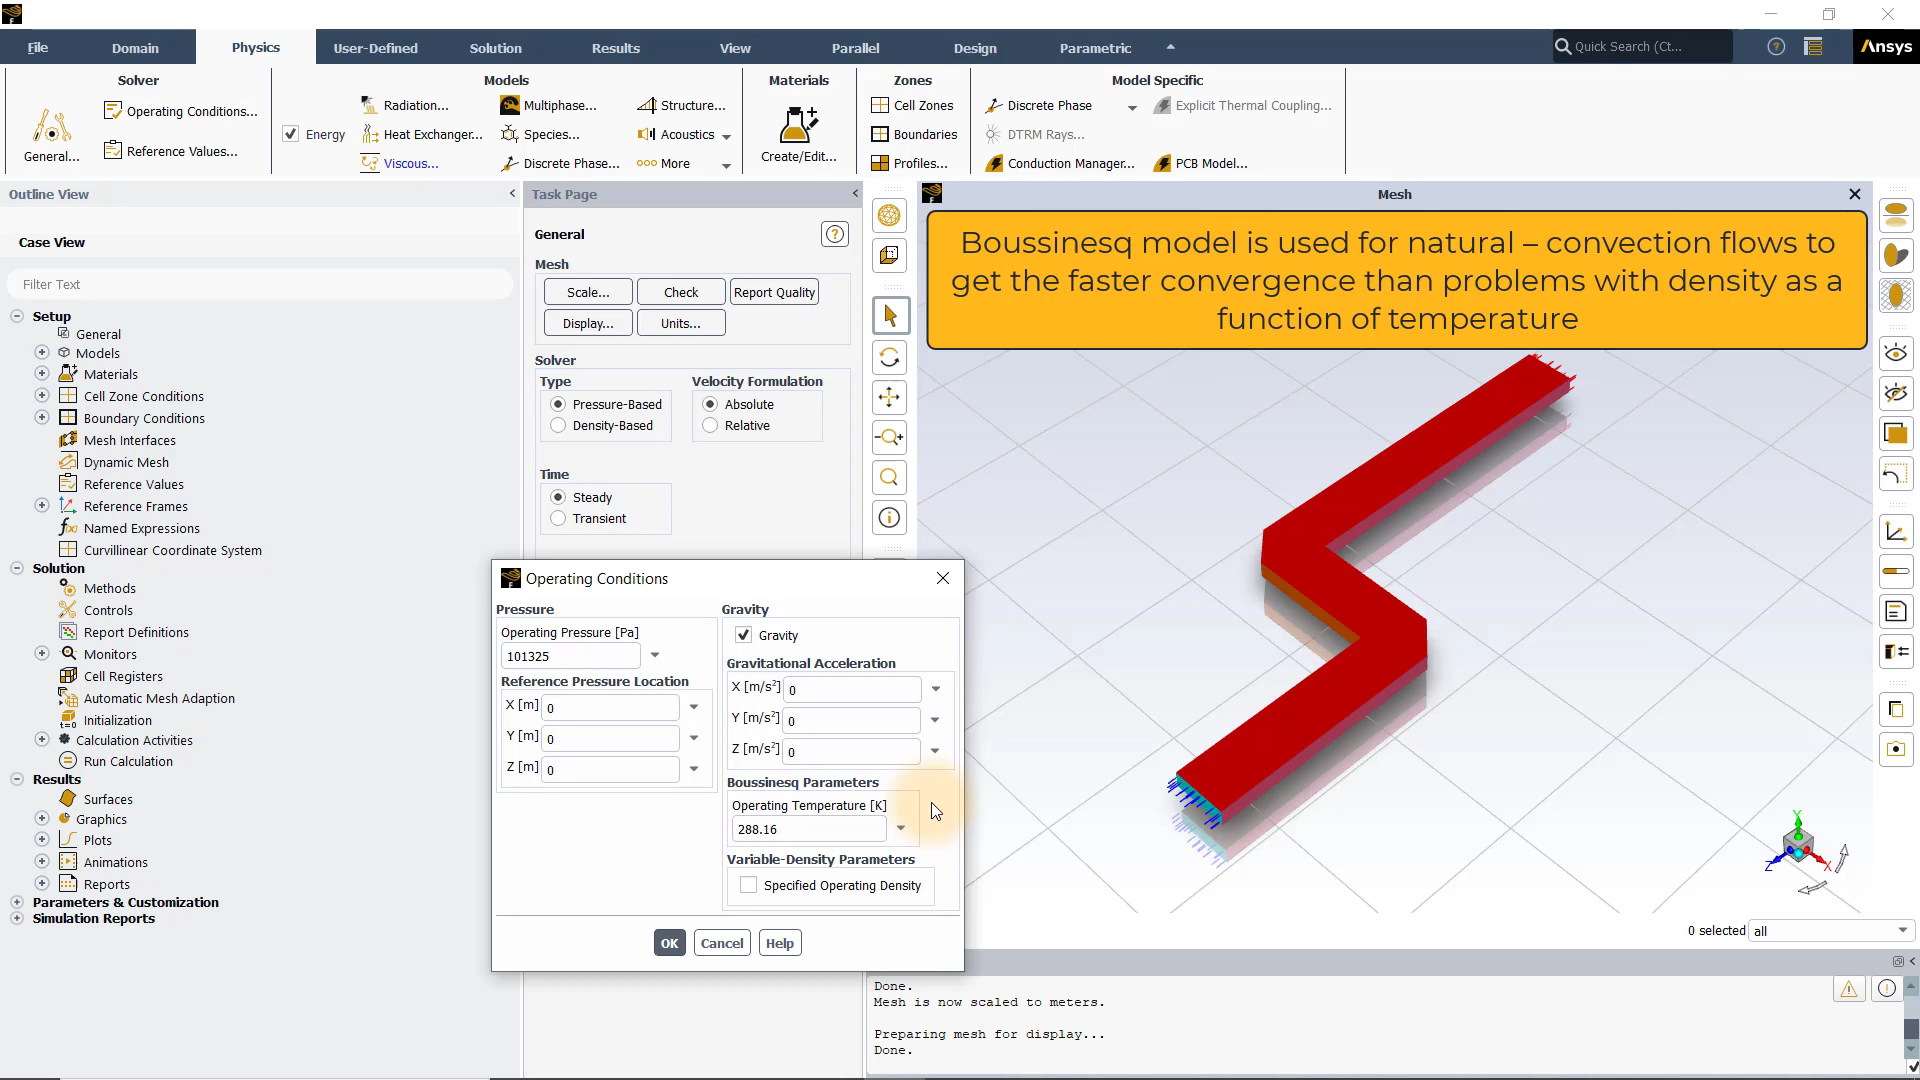 File
Domain
Physics
User-Defined
Solution
Results
View
Parallel
Design
Parametric
Quick Search (Ct...
Ansys
Solver
General...
Operating Conditions...
Reference Values...
Models
Energy
Radiation...
Heat Exchanger...
Viscous...
Multiphase...
Species...
Discrete Phase...
Structure...
Acoustics
More
Materials
Create/Edit...
Zones
Cell Zones
Boundaries
Profiles...
Model Specific
Discrete Phase
DTRM Rays...
Conduction Manager...
Explicit Thermal Coupling...
PCB Model...
Outline View
Case View
Filter Text
Setup
General
Models
Materials
Cell Zone Conditions
Boundary Conditions
Mesh Interfaces
Dynamic Mesh
Reference Values
Reference Frames
Named Expressions
Curvillinear Coordinate System
Solution
Methods
Controls
Report Definitions
Monitors
Cell Registers
Automatic Mesh Adaption
Initialization
Calculation Activities
Run Calculation
Results
Surfaces
Graphics
Plots
Animations
Reports
Parameters & Customization
Simulation Reports
Task Page
General
Mesh
Scale...
Check
Report Quality
Display...
Units...
Solver
Type
Pressure-Based
Density-Based
Velocity Formulation
Absolute
Relative
Time
Steady
Transient
Operating Conditions
Pressure
Operating Pressure [Pa]
101325
Reference Pressure Location
X [m] 0
Y [m] 0
Z [m] 0
Gravity
Gravity
Gravitational Acceleration
X [m/s²] 0
Y [m/s²] 0
Z [m/s²] 0
Boussinesq Parameters
Operating Temperature [K]
288.16
Variable-Density Parameters
Specified Operating Density
OK
Cancel
Help
Mesh
Boussinesq model is used for natural – convection flows to
get the faster convergence than problems with density as a
function of temperature
Y
Z
X
0 selected
all
Done.
Mesh is now scaled to meters.
Preparing mesh for display...
Done.